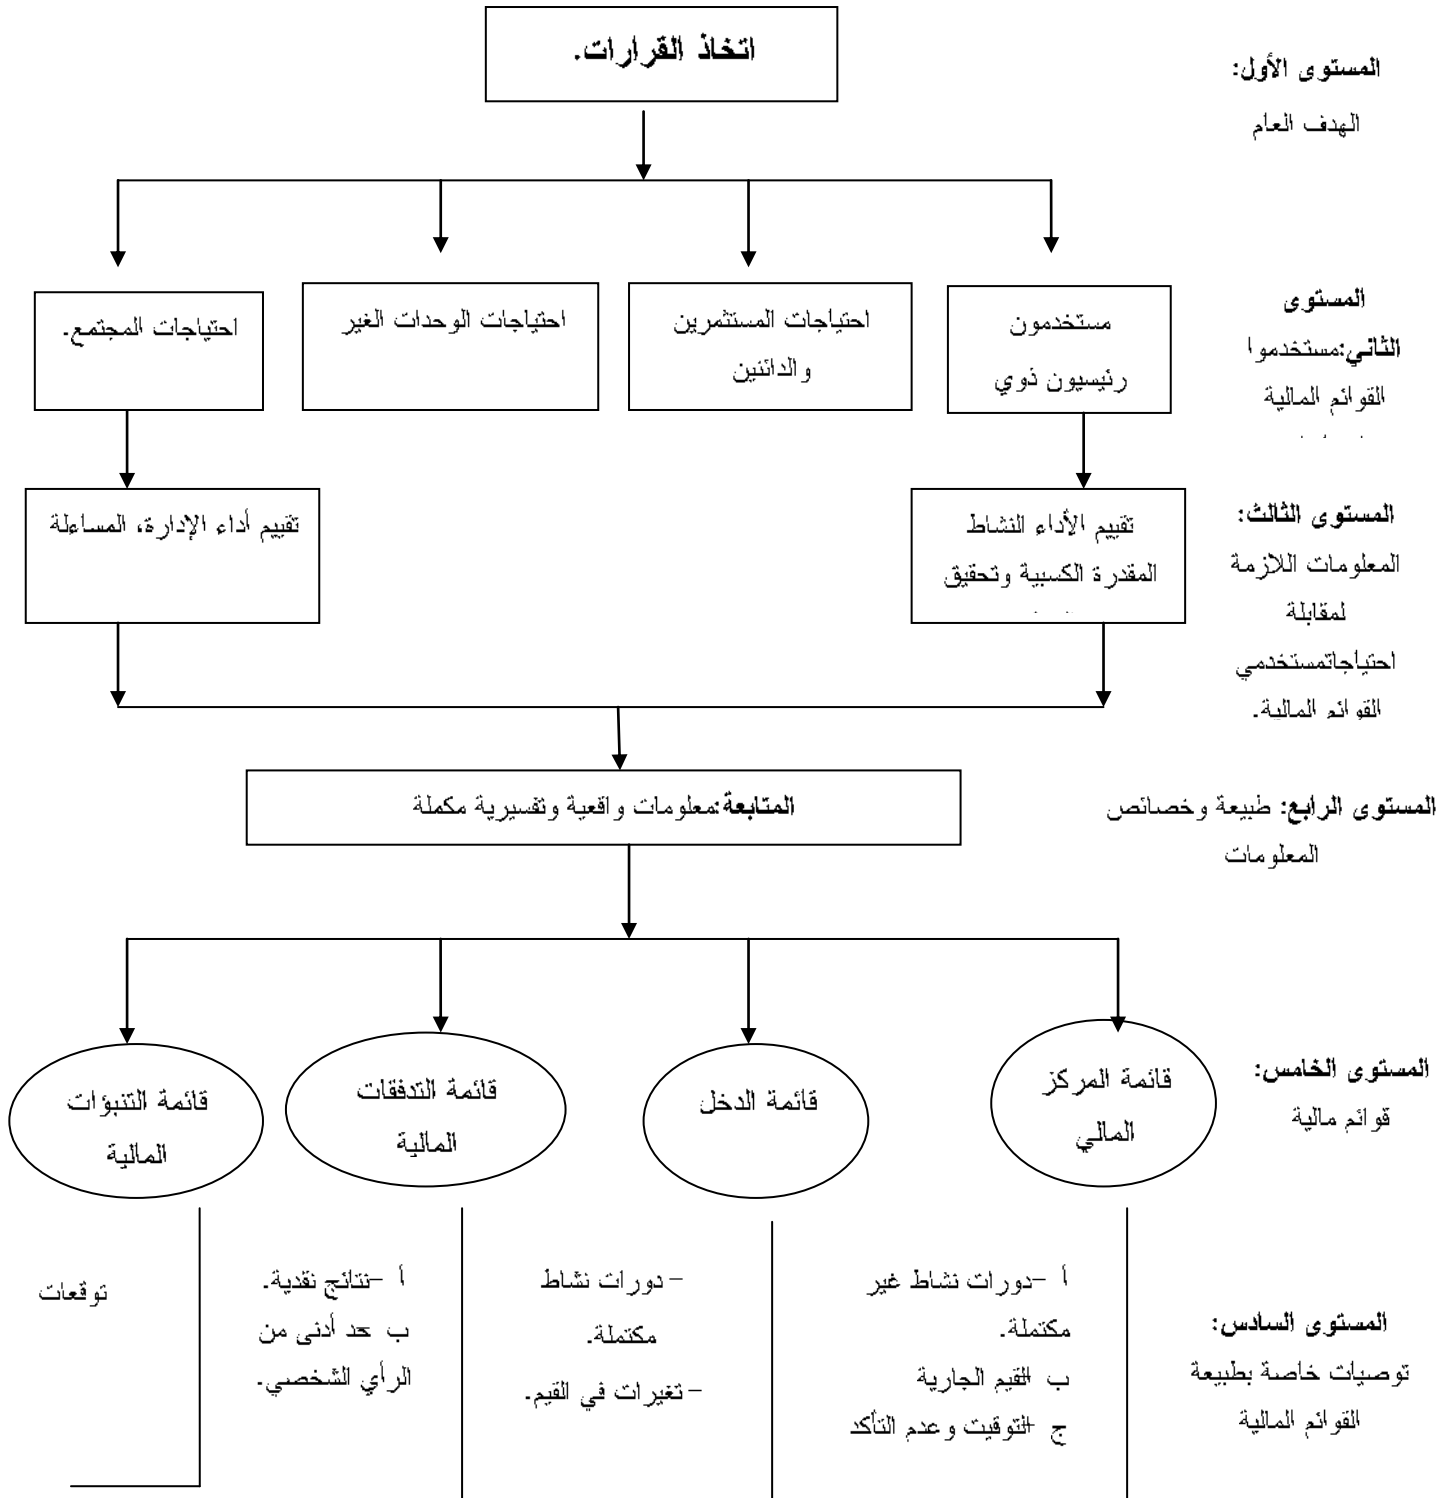 اتخاذ القرارات.
المستوى الأول:
الهدف العام
المستوى
الثاني:مستخدموا
القوائم المالية
مستخدمون
رئيسيون ذوي
احتياجات المستثمرين
والدائنين
احتياجات الوحدات الغير
احتياجات المجتمع.
المستوى الثالث:
المعلومات اللازمة
لمقابلة
احتياجاتمستخدمي
القوائم المالية.
تقييم الأداء النشاط
المقدرة الكسبية وتحقيق
تقييم أداء الإدارة، المساءلة
المستوى الرابع: طبيعة وخصائص
المعلومات
المتابعة:معلومات واقعية وتفسيرية مكملة
المستوى الخامس:
قوائم مالية
قائمة المركز
المالي
قائمة الدخل
قائمة التدفقات
المالية
قائمة التنبؤات
المالية
المستوى السادس:
توصيات خاصة بطبيعة
القوائم المالية
أ –دورات نشاط غير
مكتملة.
ب القيم الجارية
ج التوقيت وعدم التأكد
– دورات نشاط
مكتملة.
– تغيرات في القيم.
أ –نتائج نقدية.
ب حد أدنى من
الرأي الشخصي.
توقعات